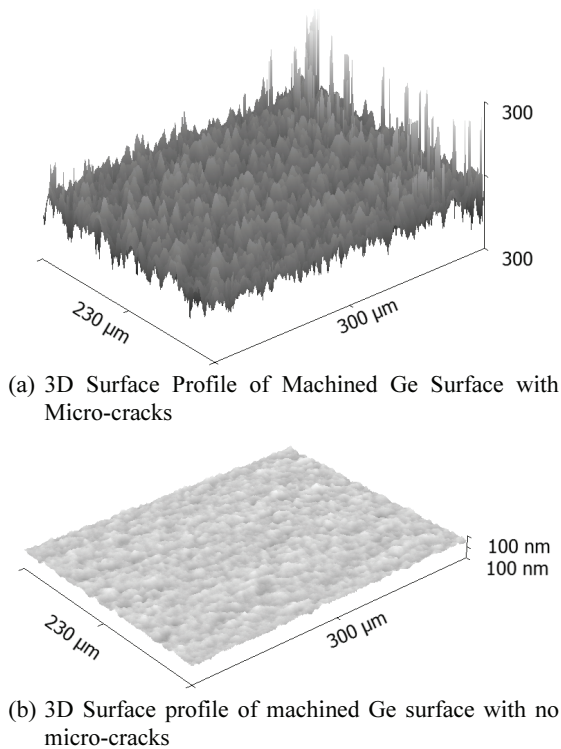 300
300
230 µm
300 µm
(a) 3D Surface Profile of Machined Ge Surface with
Micro-cracks
100 nm
100 nm
230 µm
300 µm
(b) 3D Surface profile of machined Ge surface with no
micro-cracks